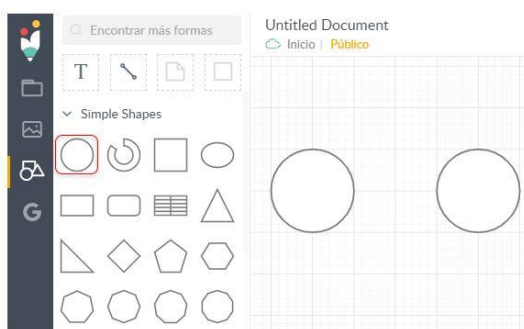 Encontrar más formas
T
Simple Shapes
G
Untitled Document
Inicio | Público